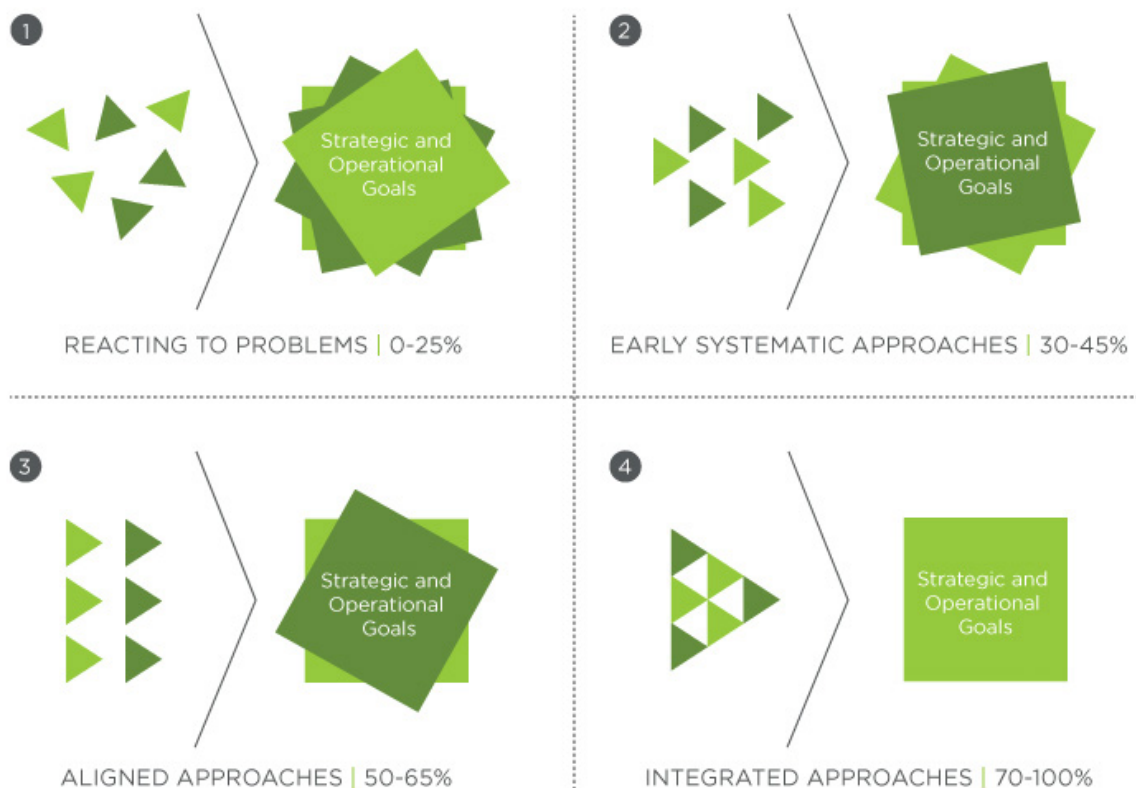 1
Strategic and
Operational
Goals
REACTING TO PROBLEMS | 0-25%
2
Strategic and
Operational
Goals
EARLY SYSTEMATIC APPROACHES | 30-45%
3
Strategic and
Operational
Goals
ALIGNED APPROACHES | 50-65%
4
Strategic and
Operational
Goals
INTEGRATED APPROACHES | 70-100%